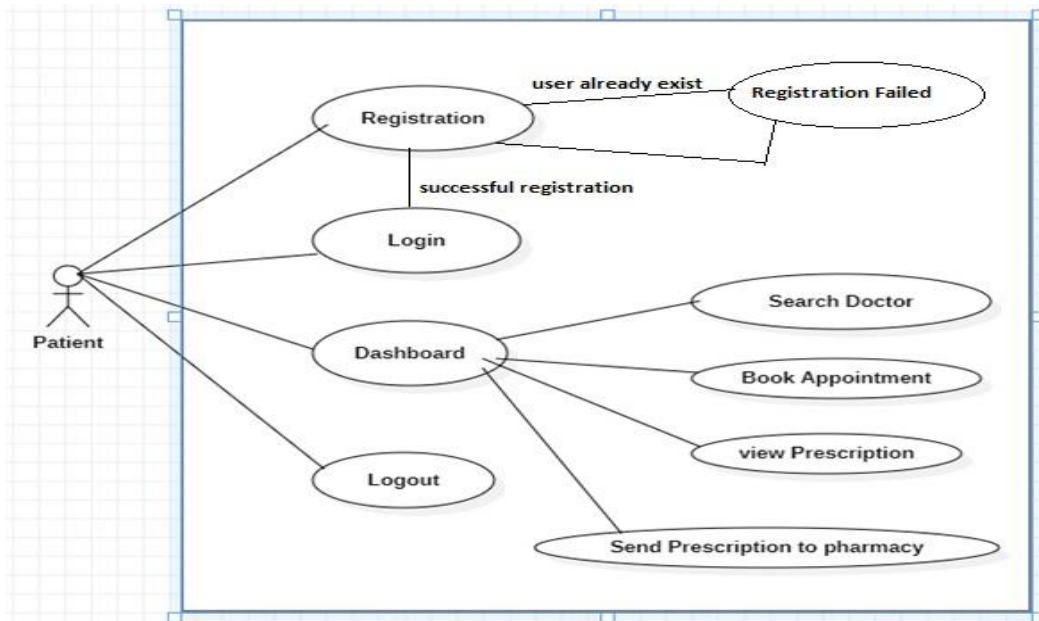 user already exist
Registration Failed
Registration
successful registration
Login
Search Doctor
Patient
Dashboard
Book Appointment
view Prescription
Logout
Send Prescription to pharmacy